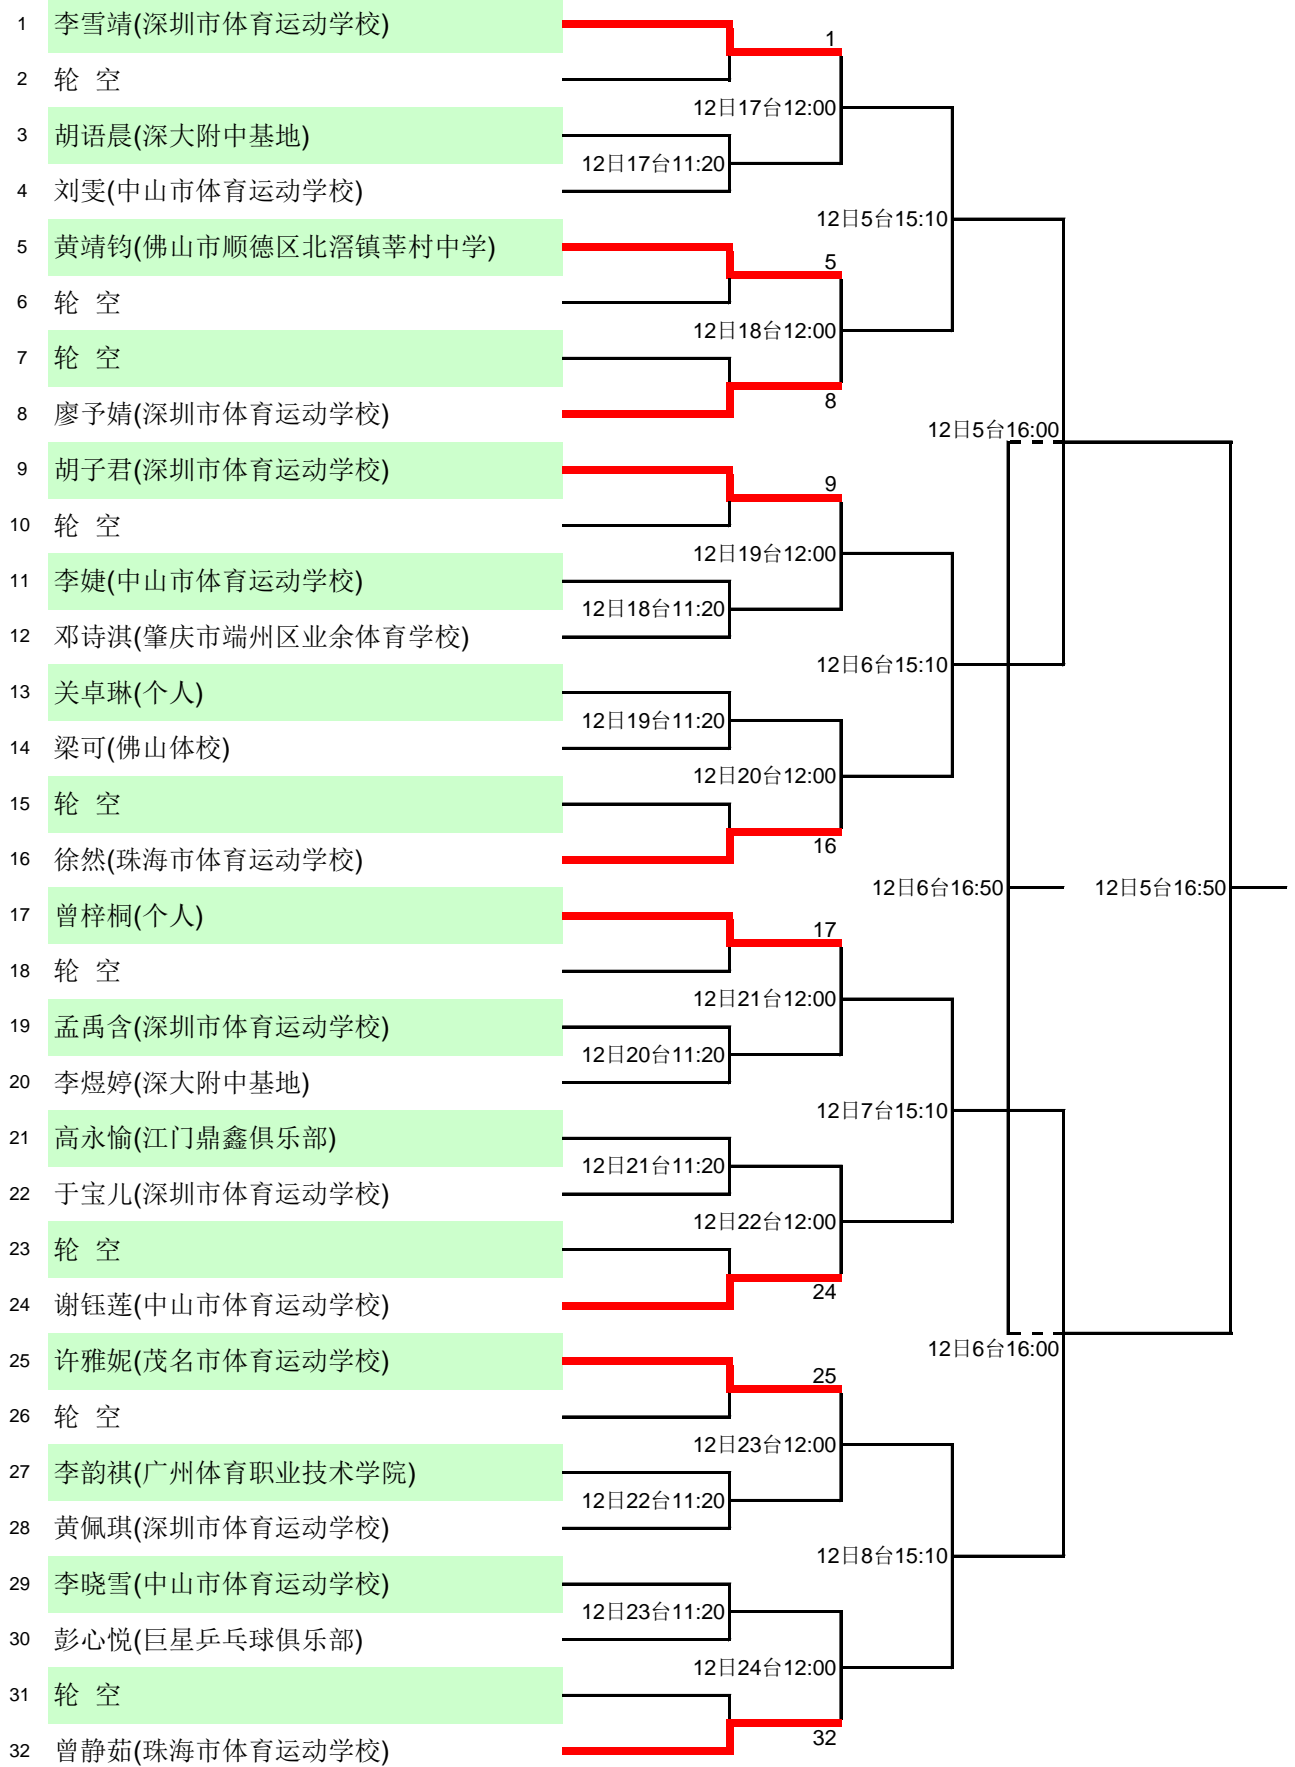 1 李雪靖(深圳市体育运动学校)
1
2 轮 空
12日17台12:00
3 胡语晨(深大附中基地)
12日17台11:20
4 刘雯(中山市体育运动学校)
12日5台15:10
5 黄靖钧(佛山市顺德区北滘镇莘村中学)
5
6 轮 空
12日18台12:00
7 轮 空
8
8 廖予婧(深圳市体育运动学校)
12日5台16:00
9 胡子君(深圳市体育运动学校)
9
10 轮 空
12日19台12:00
11 李婕(中山市体育运动学校)
12日18台11:20
12 邓诗淇(肇庆市端州区业余体育学校)
12日6台15:10
13 关卓琳(个人)
12日19台11:20
14 梁可(佛山体校)
12日20台12:00
15 轮 空
16
16 徐然(珠海市体育运动学校)
12日6台16:50
12日5台16:50
17 曾梓桐(个人)
17
18 轮 空
12日21台12:00
19 孟禹含(深圳市体育运动学校)
12日20台11:20
20 李煜婷(深大附中基地)
12日7台15:10
21 高永愉(江门鼎鑫俱乐部)
12日21台11:20
22 于宝儿(深圳市体育运动学校)
12日22台12:00
23 轮 空
24
24 谢钰莲(中山市体育运动学校)
12日6台16:00
25 许雅妮(茂名市体育运动学校)
25
26 轮 空
12日23台12:00
27 李韵祺(广州体育职业技术学院)
12日22台11:20
28 黄佩琪(深圳市体育运动学校)
12日8台15:10
29 李晓雪(中山市体育运动学校)
12日23台11:20
30 彭心悦(巨星乒乓球俱乐部)
12日24台12:00
31 轮 空
32
32 曾静茹(珠海市体育运动学校)